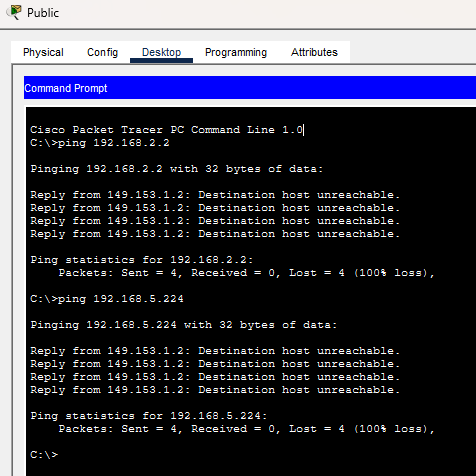 Public
Physical Config Desktop Programming Attributes
Command Prompt
Cisco Packet Tracer PC Command Line 1.0
C:\>ping 192.168.2.2
Pinging 192.168.2.2 with 32 bytes of data:
Reply from 149.153.1.2: Destination host unreachable.
Reply from 149.153.1.2: Destination host unreachable.
Reply from 149.153.1.2: Destination host unreachable.
Reply from 149.153.1.2: Destination host unreachable.
Ping statistics for 192.168.2.2:
Packets: Sent = 4, Received = 0, Lost = 4 (100% loss),
C:\>ping 192.168.5.224
Pinging 192.168.5.224 with 32 bytes of data:
Reply from 149.153.1.2: Destination host unreachable.
Reply from 149.153.1.2: Destination host unreachable.
Reply from 149.153.1.2: Destination host unreachable.
Reply from 149.153.1.2: Destination host unreachable.
Ping statistics for 192.168.5.224:
Packets: Sent = 4, Received = 0, Lost = 4 (100% loss),
C:\>